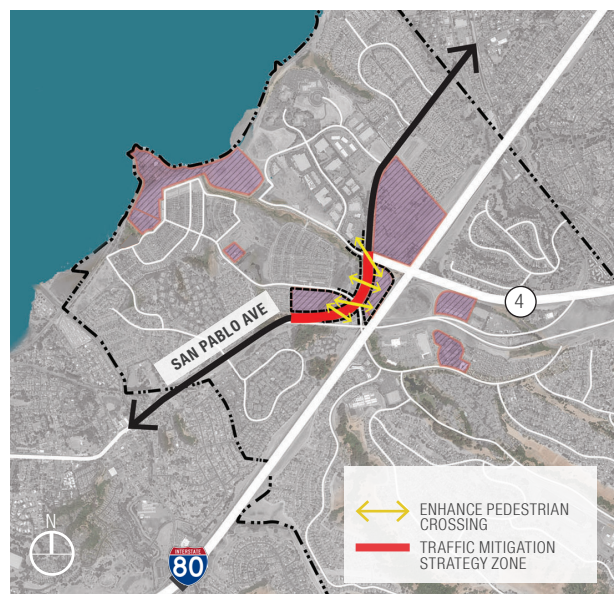 SAN PABLO AVE
4
N
INTERSTATE
80
ENHANCE PEDESTRIAN
CROSSING
TRAFFIC MITIGATION
STRATEGY ZONE